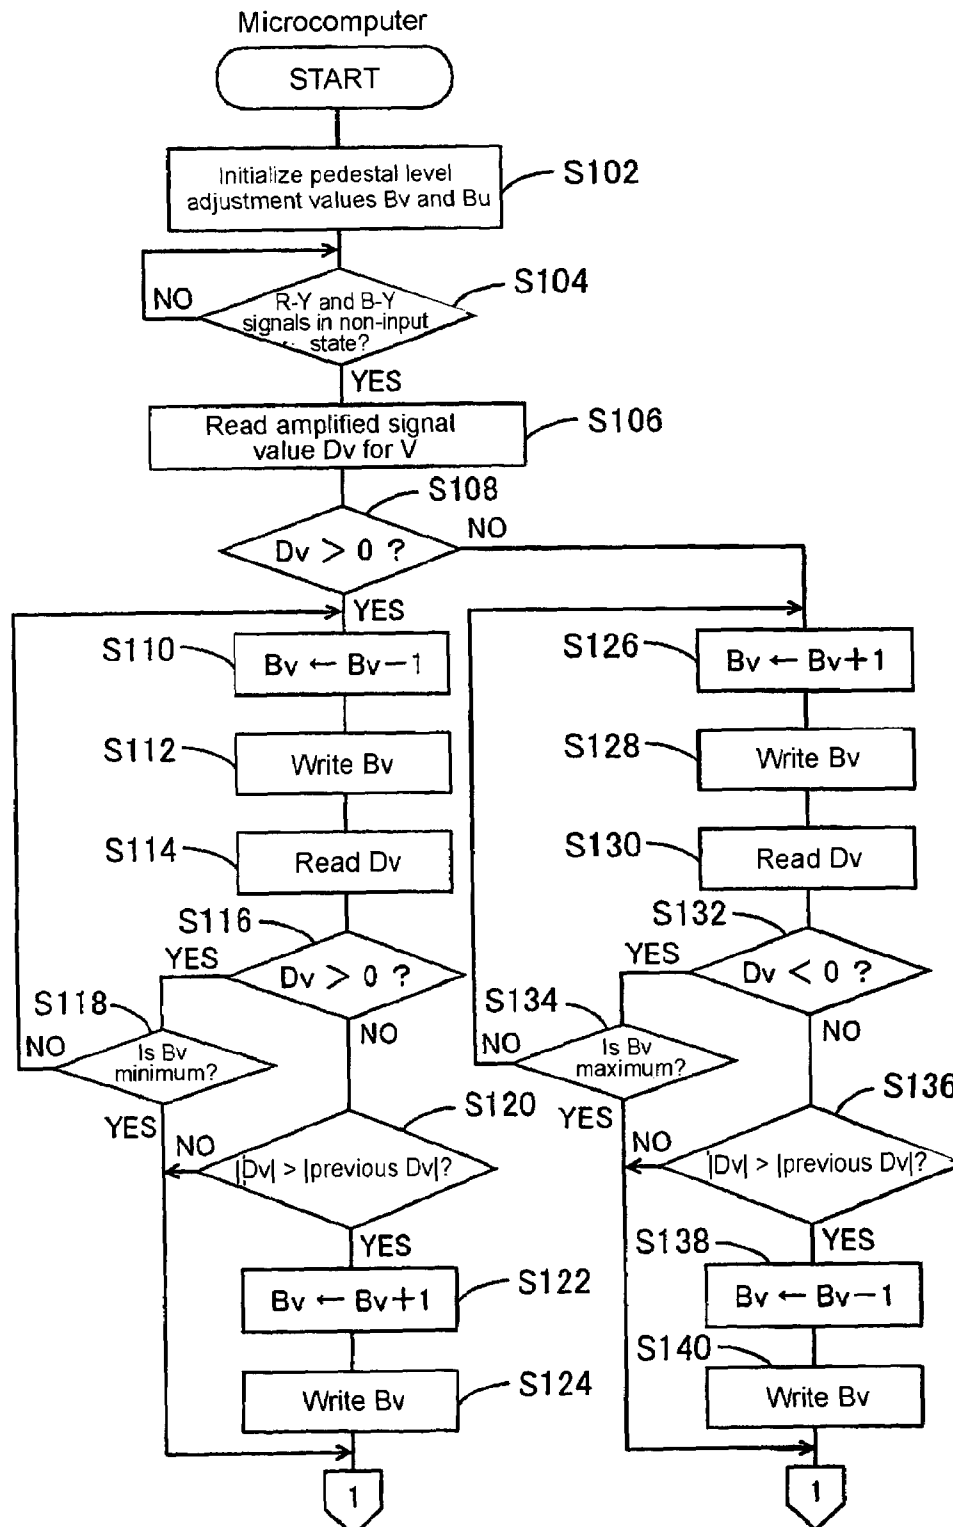 Microcomputer
START
Initialize pedestal level
adjustment values Bv and Bu
S102
S104
NO
R-Y and B-Y
signals in non-input
state?
YES
Read amplified signal
value Dv for V
S106
S108
Dv > 0 ?
NO
YES
S110
Bv ← Bv−1
S112
Write Bv
S114
Read Dv
S116
YES
Dv > 0 ?
NO
S118
NO
Is Bv
minimum?
YES
S120
NO
|Dv| > |previous Dv|?
YES
Bv ← Bv+1
S122
Write Bv
S124
1
S126
Bv ← Bv+1
S128
Write Bv
S130
Read Dv
S132
YES
Dv < 0 ?
NO
S134
NO
Is Bv
maximum?
YES
S136
NO
|Dv| > |previous Dv|?
YES
S138
Bv ← Bv−1
S140
Write Bv
1